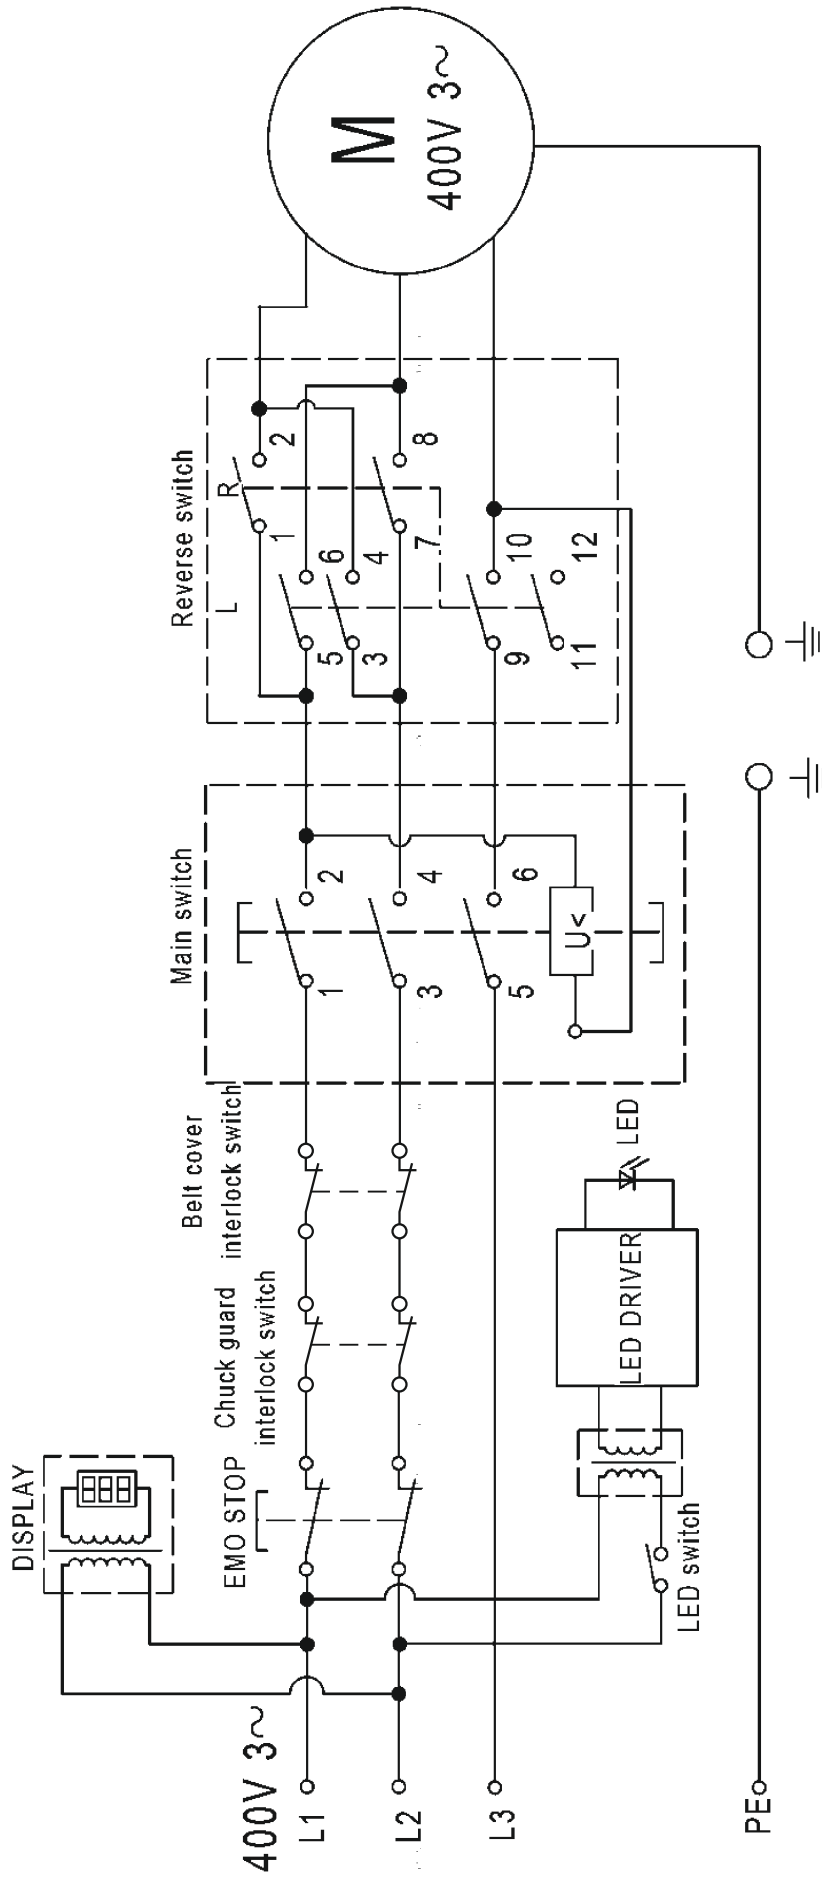 DISPLAY
400V 3~
L1
L2
L3
PE
EMO STOP
Chuck guard
interlock switch
Belt cover
interlock switch
LED switch
LED DRIVER
LED
Main switch
1
2
3
4
5
6
U<
Reverse switch
L
R
1
2
5
6
3
4
7
8
9
10
11
12
M
400V 3~